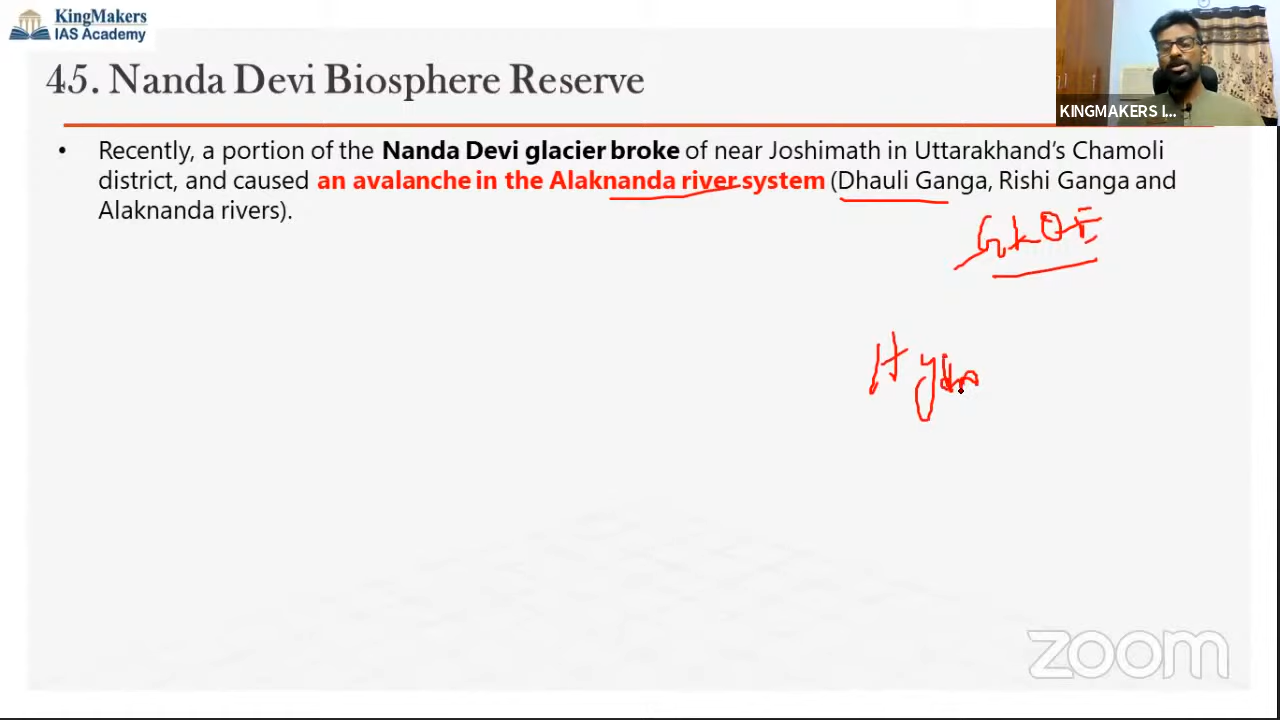 KingMakers
IAS Academy
45. Nanda Devi Biosphere Reserve
KINGMAKERS I...
• Recently, a portion of the Nanda Devi glacier broke of near Joshimath in Uttarakhand's Chamoli
district, and caused an avalanche in the Alaknanda river system (Dhauli Ganga, Rishi Ganga and
Alaknanda rivers).
GLOF
zoom